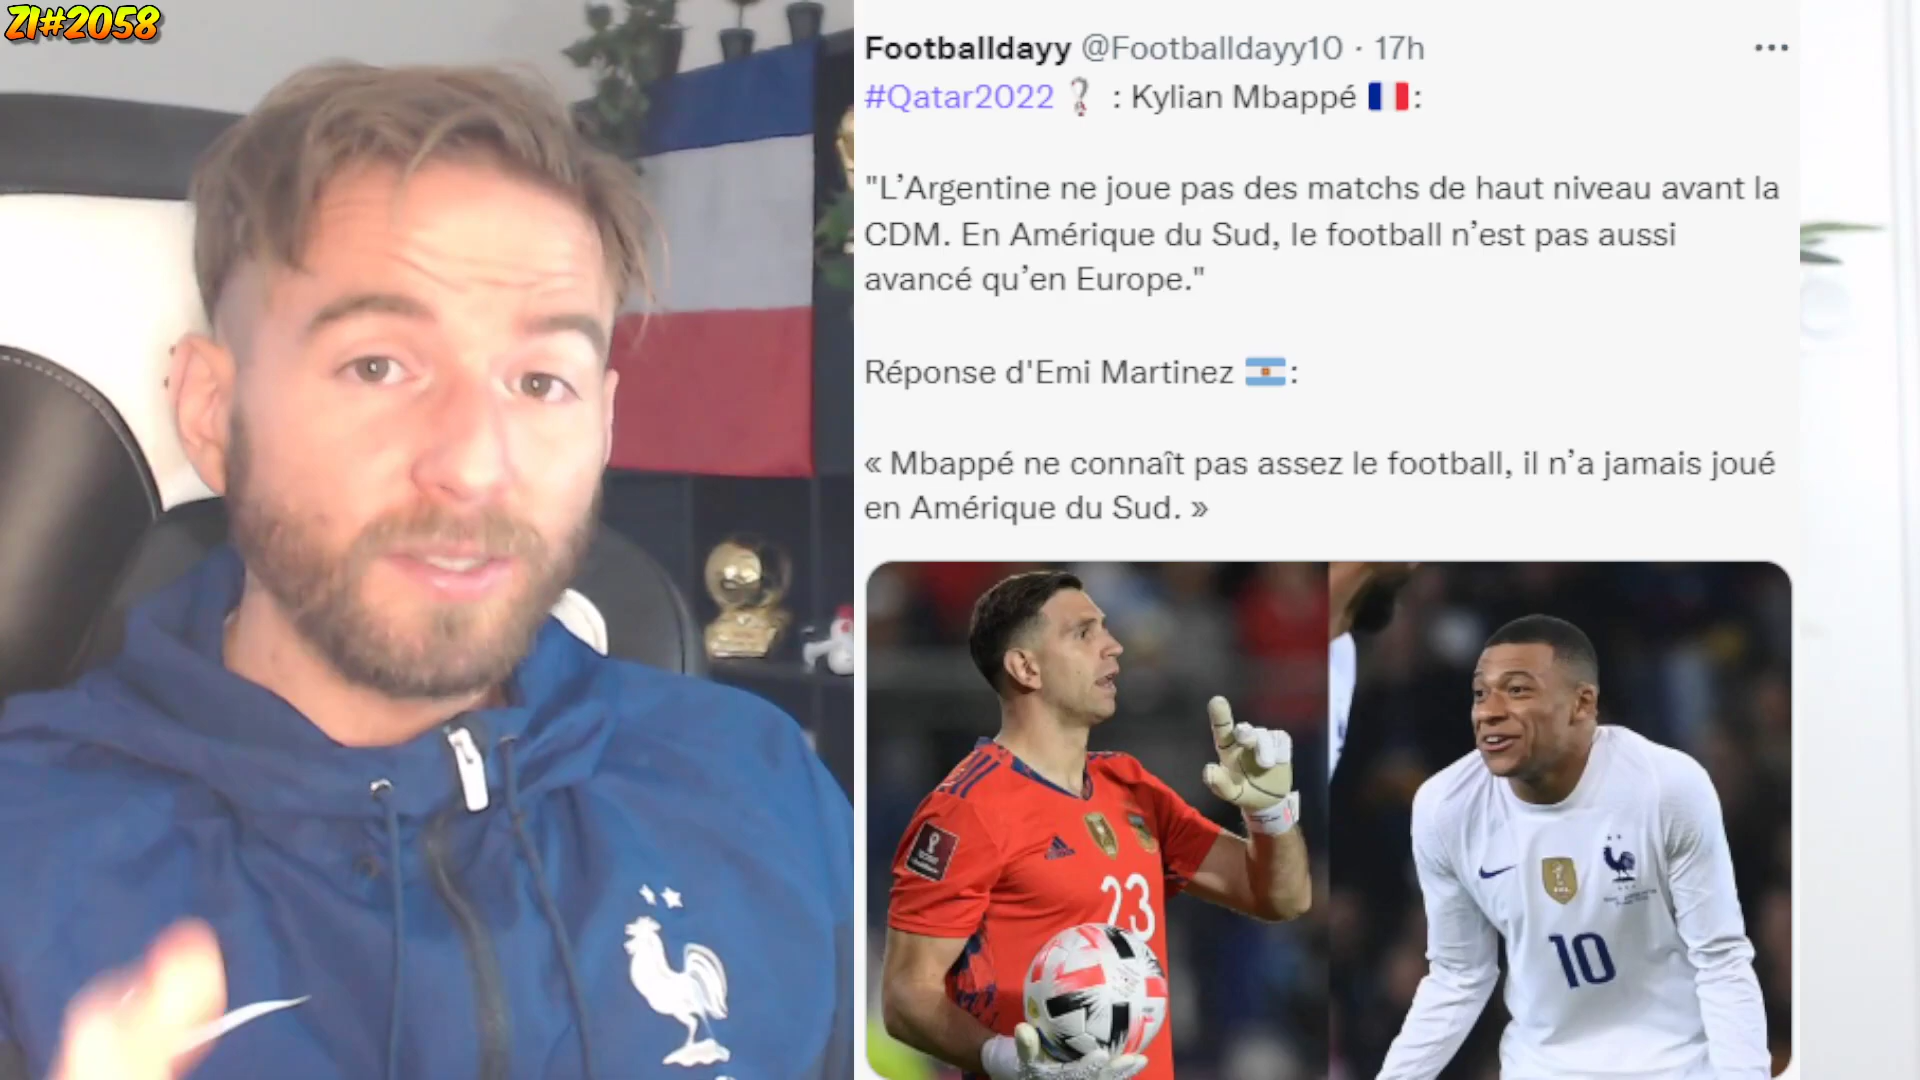 ZI#2058
Footballdayy @Footballdayy10 · 17h
#Qatar2022 : Kylian Mbappé :
"L’Argentine ne joue pas des matchs de haut niveau avant la
CDM. En Amérique du Sud, le football n’est pas aussi
avancé qu’en Europe."
Réponse d'Emi Martinez :
« Mbappé ne connaît pas assez le football, il n’a jamais joué
en Amérique du Sud. »
23
10